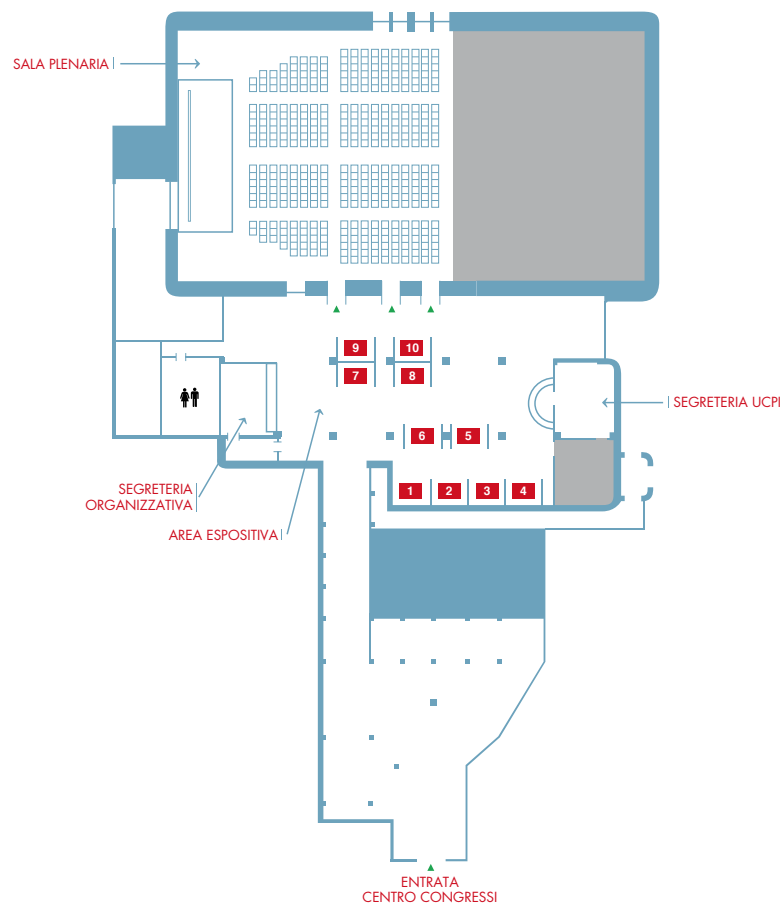 SALA PLENARIA
9
10
7
8
SEGRETERIA UCPI
6
5
SEGRETERIA
ORGANIZZATIVA
1
2
3
4
AREA ESPOSITIVA
ENTRATA
CENTRO CONGRESSI